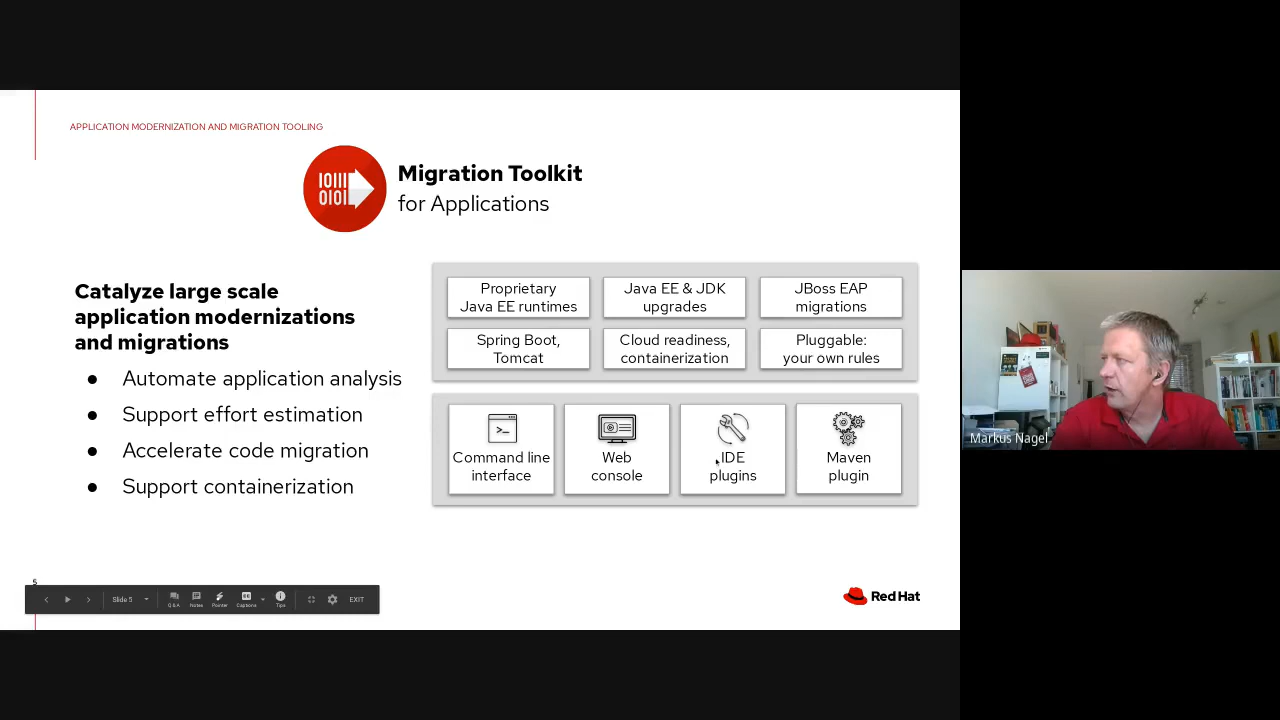 APPLICATION MODERNIZATION AND MIGRATION TOOLING
Migration Toolkit
for Applications
Catalyze large scale
application modernizations
and migrations
● Automate application analysis
● Support effort estimation
● Accelerate code migration
● Support containerization
Proprietary
Java EE runtimes
Java EE & JDK
upgrades
JBoss EAP
migrations
Spring Boot,
Tomcat
Cloud readiness,
containerization
Pluggable:
your own rules
Command line
interface
Web
console
IDE
plugins
Maven
plugin
5
Slide 5
Q&A
Notes
Pointer
Captions
Tips
EXIT
Red Hat
Markus Nagel